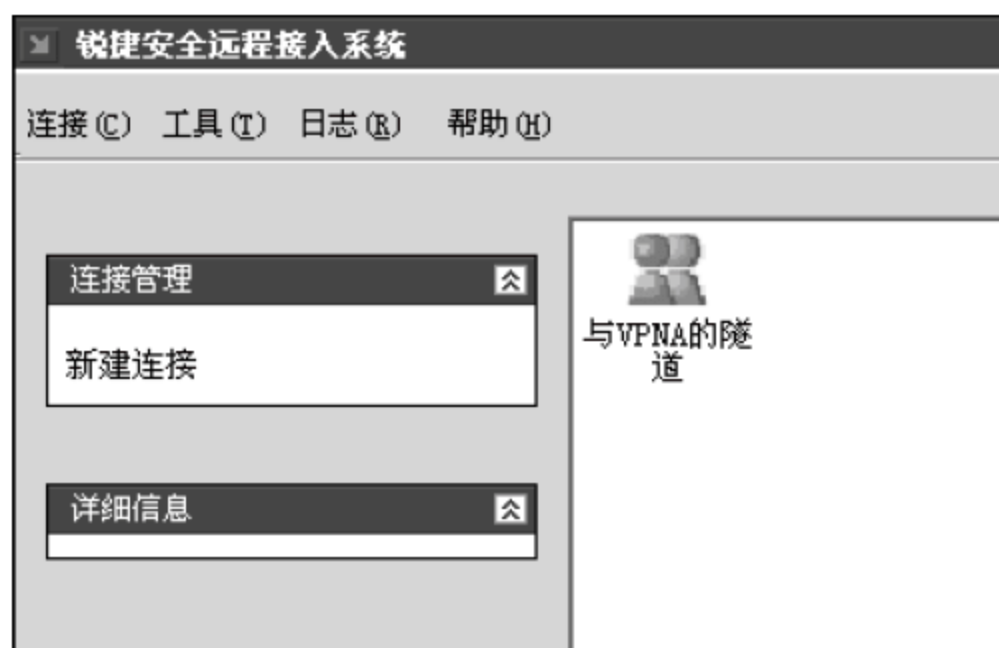 锐捷安全远程接入系统
连接(C) 工具(T) 日志(R) 帮助(H)
连接管理
新建连接
详细信息
与VPNA的隧
道